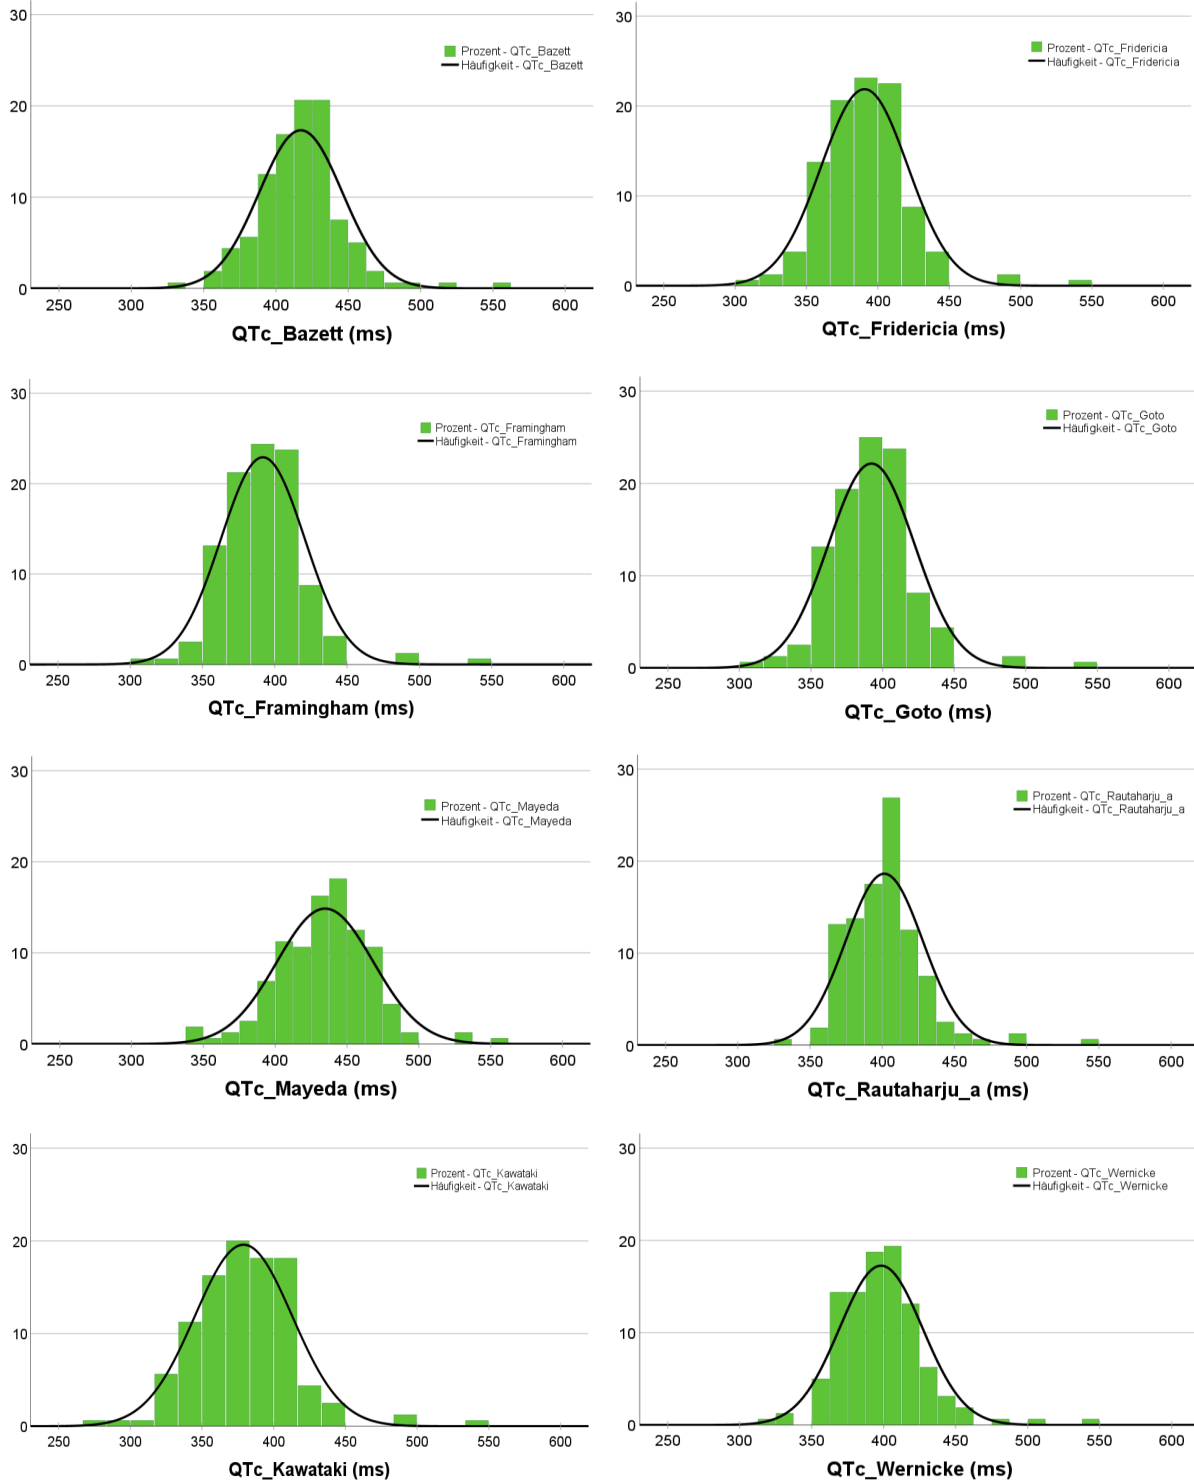 30
20
10
0
250 300 350 400 450 500 550 600
QTc_Bazett (ms)
Prozent - QTc_Bazett
Häufigkeit - QTc_Bazett
30
20
10
0
250 300 350 400 450 500 550 600
QTc_Fridericia (ms)
Prozent - QTc_Fridericia
Häufigkeit - QTc_Fridericia
30
20
10
0
250 300 350 400 450 500 550 600
QTc_Framingham (ms)
Prozent - QTc_Framingham
Häufigkeit - QTc_Framingham
30
20
10
0
250 300 350 400 450 500 550 600
QTc_Goto (ms)
Prozent - QTc_Goto
Häufigkeit - QTc_Goto
30
20
10
0
250 300 350 400 450 500 550 600
QTc_Mayeda (ms)
Prozent - QTc_Mayeda
Häufigkeit - QTc_Mayeda
30
20
10
0
250 300 350 400 450 500 550 600
QTc_Rautaharju_a (ms)
Prozent - QTc_Rautaharju_a
Häufigkeit - QTc_Rautaharju_a
30
20
10
0
250 300 350 400 450 500 550 600
QTc_Kawataki (ms)
Prozent - QTc_Kawataki
Häufigkeit - QTc_Kawataki
30
20
10
0
250 300 350 400 450 500 550 600
QTc_Wernicke (ms)
Prozent - QTc_Wernicke
Häufigkeit - QTc_Wernicke